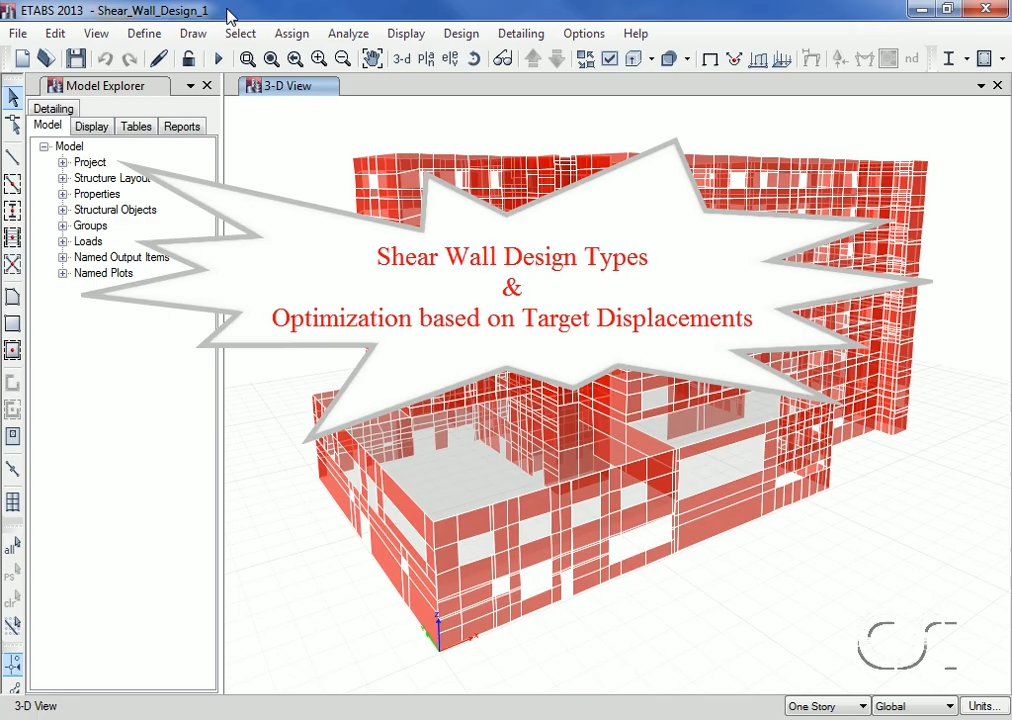 ETABS 2013 - Shear_Wall_Design_1
File Edit View Define Draw Select Assign Analyze Display Design Detailing Options Help
3-d
nd
Model Explorer
3-D View
Detailing
Model Display Tables Reports
Model
Project
Structure Layou
Properties
Structural Objects
Groups
Loads
Named Output Items
Named Plots
Shear Wall Design Types
&
Optimization based on Target Displacements
all
ps
clr
Z
X
CSI
3-D View
One Story
Global
Units...